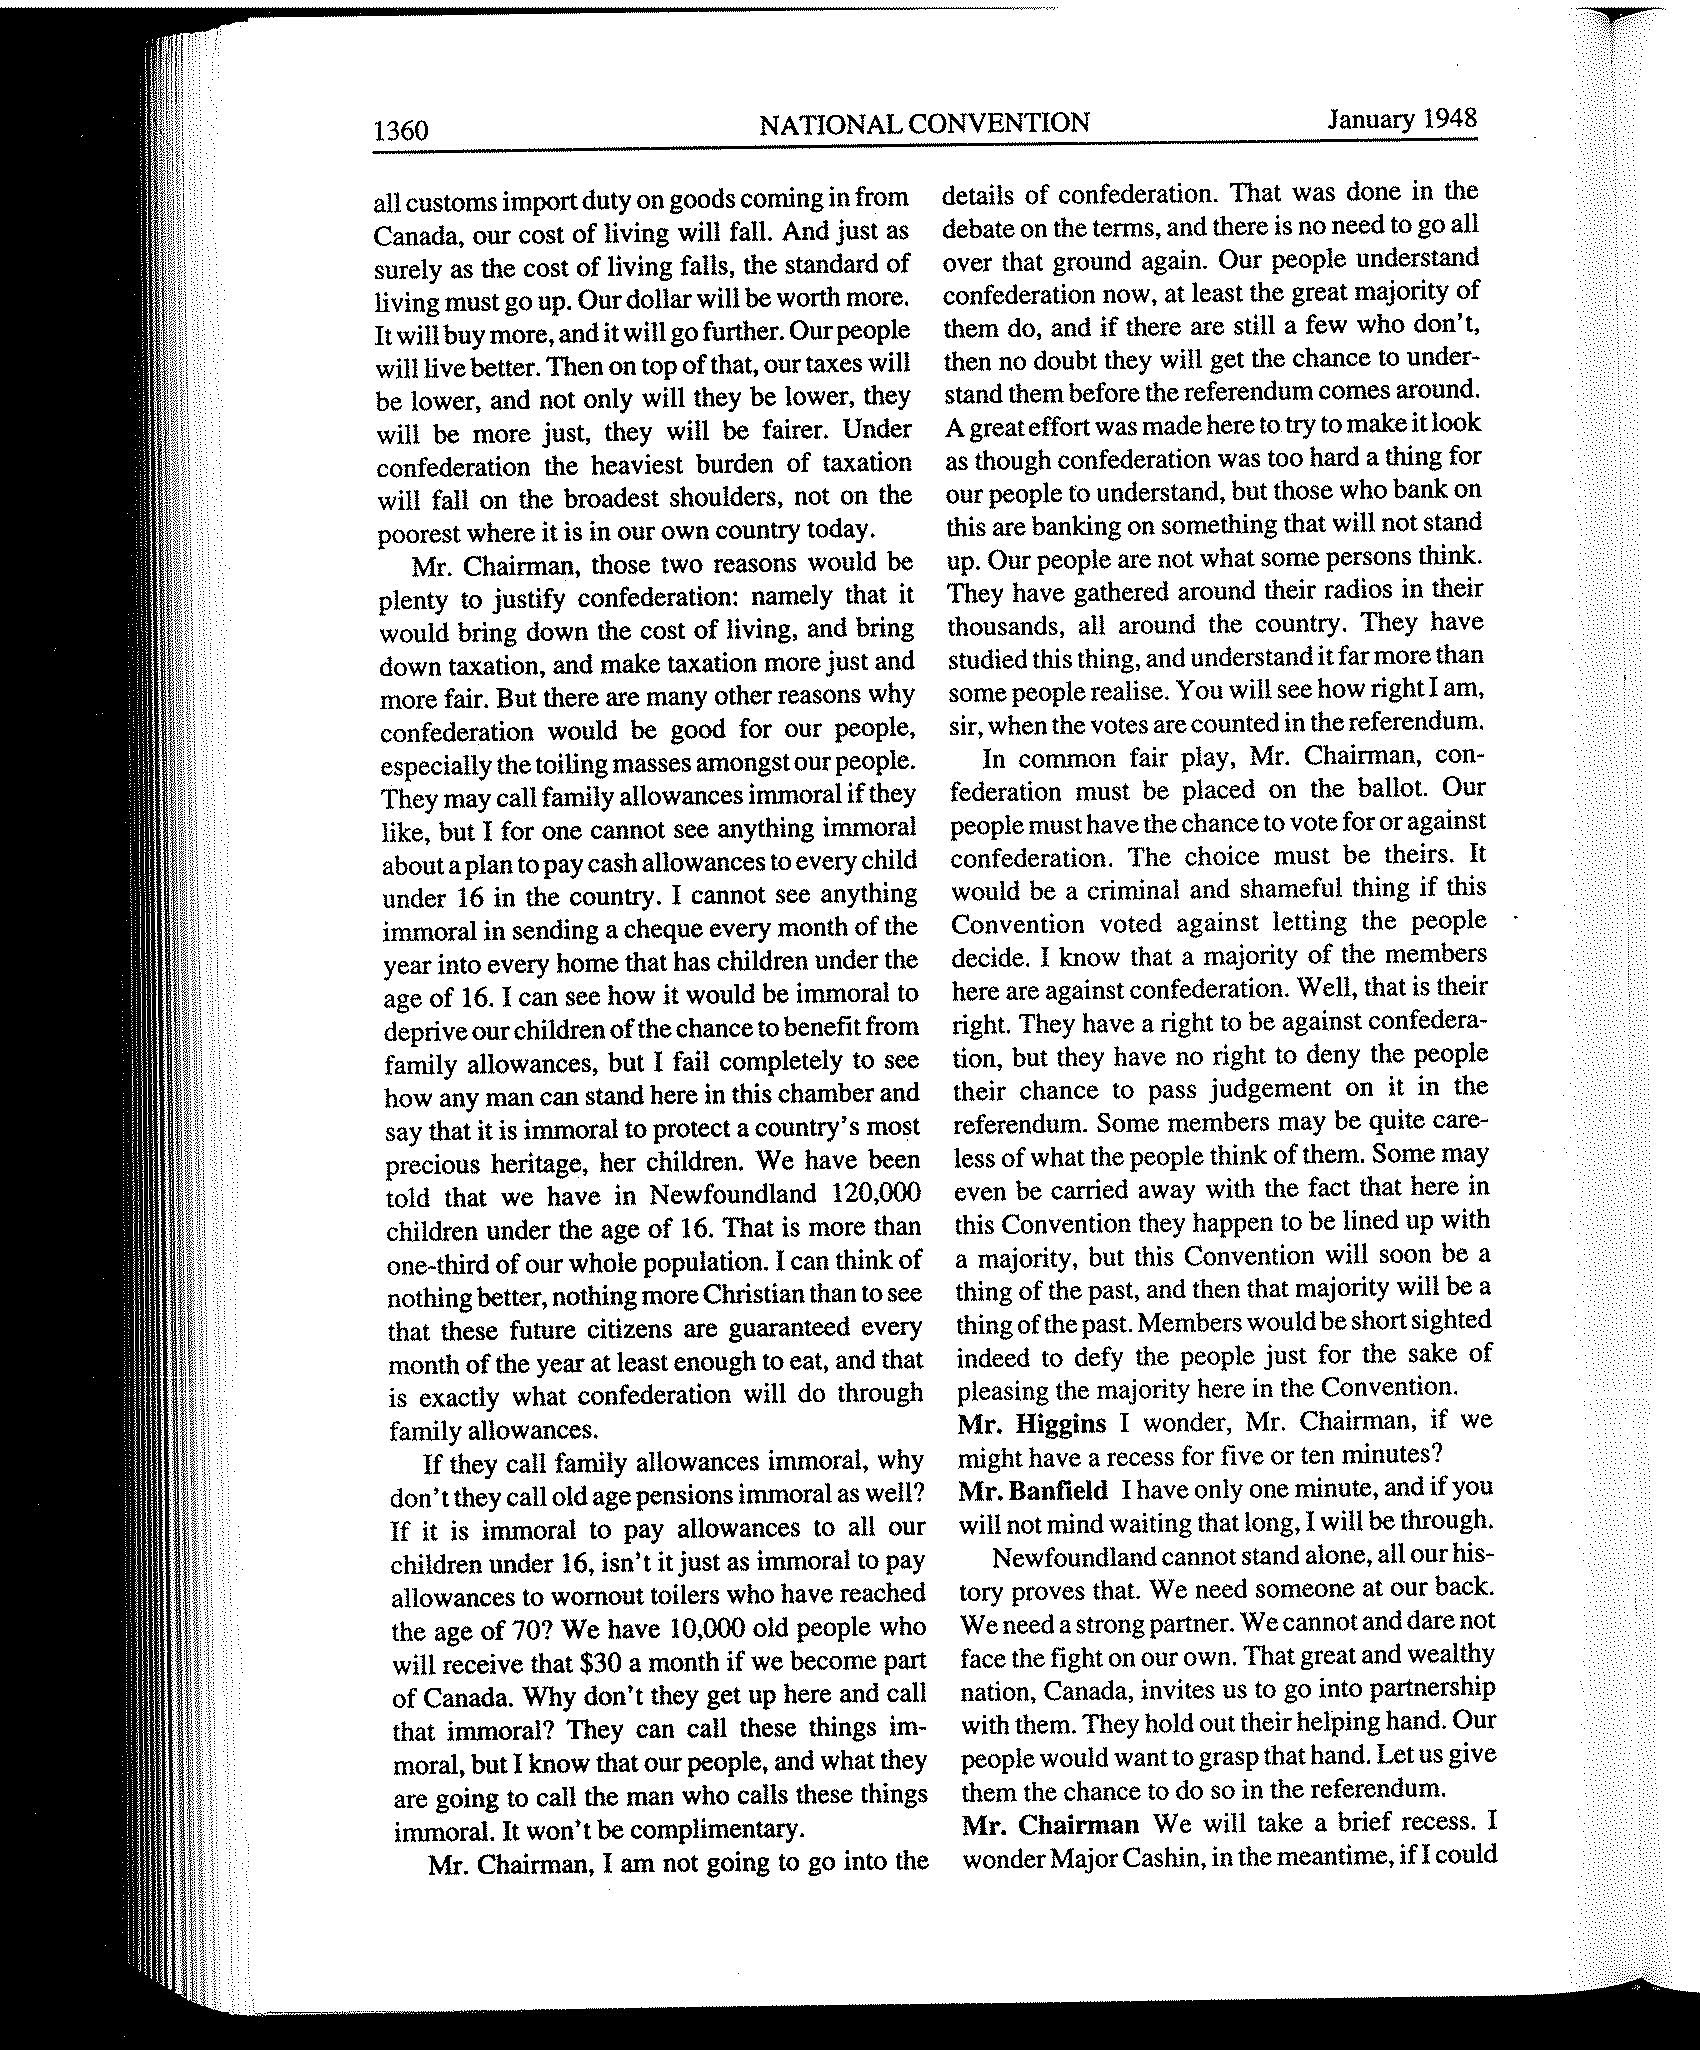 1360 NATIONAL CONVENTION January 1948
all customs import duty on goods coming in from
Canada, our cost of living will fall. And just as
surely as the cost of living falls, the standard of
living must go up. Our dollar will be worth more.
It will buy more, and it will go further. Our people
will live better. Then on top of that, our taxes will
be lower, and not only will they be lower, they
will be more just, they will be fairer. Under
confederation the heaviest burden of taxation
will fall on the broadest shoulders, not on the
poorest where it is in our own country today.
Mr. Chairman, those two reasons would be
plenty to justify confederation: namely that it
would bring down the cost of living, and bring
down taxation, and make taxation more just and
more fair. But there are many other reasons why
confederation would be good for our people,
especially the toiling masses amongst our people.
They may call family allowances immoral if they
like, but I for one cannot see anything immoral
about a plan to pay cash allowances to every child
under 16 in the country. I cannot see anything
immoral in sending a cheque every month of the
year into every home that has children under the
age of 16. I can see how it would be immoral to
deprive our children of the chance to benefit from
family allowances, but I fail completely to see
how any man can stand here in this chamber and
say that it is immoral to protect a country's most
precious heritage, her children. We have been
told that we have in Newfoundland 120,000
children under the age of 16. That is more than
one-third of our whole population. I can think of
nothing better, nothing more Christian than to see
that these future citizens are guaranteed every
month of the year at least enough to eat, and that
is exactly what confederation will do through
family allowances.
If they call family allowances immoral, why
don't they call old age pensions immoral as well?
If it is immoral to pay allowances to all our
children under 16, isn't it just as immoral to pay
allowances to wornout toilers who have reached
the age of 70? We have 10,000 old people who
will receive that $30 a month if we become part
of Canada. Why don't they get up here and call
that immoral? They can call these things im-
moral, but I know that our people, and what they
are going to call the man who calls these things
immoral. It won't be complimentary.
Mr. Chairman, I am not going to go into the
details of confederation. That was done in the
debate on the terms, and there is no need to go all
over that ground again. Our people understand
confederation now, at least the great majority of
them do, and if there are still a few who don't,
then no doubt they will get the chance to under-
stand them before the referendum comes around.
A great effort was made here to try to make it look
as though confederation was too hard a thing for
our people to understand, but those who bank on
this are banking on something that will not stand
up. Our people are not what some persons think.
They have gathered around their radios in their
thousands, all around the country. They have
studied this thing, and understand it far more than
some people realise. You will see how right I am,
sir, when the votes are counted in the referendum.
In common fair play, Mr. Chairman, con-
federation must be placed on the ballot. Our
people must have the chance to vote for or against
confederation. The choice must be theirs. It
would be a criminal and shameful thing if this
Convention voted against letting the people
decide. I know that a majority of the members
here are against confederation. Well, that is their
right. They have a right to be against confedera-
tion, but they have no right to deny the people
their chance to pass judgement on it in the
referendum. Some members may be quite care-
less of what the people think of them. Some may
even be carried away with the fact that here in
this Convention they happen to be lined up with
a majority, but this Convention will soon be a
thing of the past, and then that majority will be a
thing of the past. Members would be short sighted
indeed to defy the people just for the sake of
pleasing the majority here in the Convention.
Mr. Higgins I wonder, Mr. Chairman, if we
might have a recess for five or ten minutes?
Mr. Banfield I have only one minute, and if you
will not mind waiting that long, I will be through.
Newfoundland cannot stand alone, all our his-
tory proves that. We need someone at our back.
We need a strong partner. We cannot and dare not
face the fight on our own. That great and wealthy
nation, Canada, invites us to go into partnership
with them. They hold out their helping hand. Our
people would want to grasp that hand. Let us give
them the chance to do so in the referendum.
Mr. Chairman We will take a brief recess. I
wonder Major Cashin, in the meantime, if I could